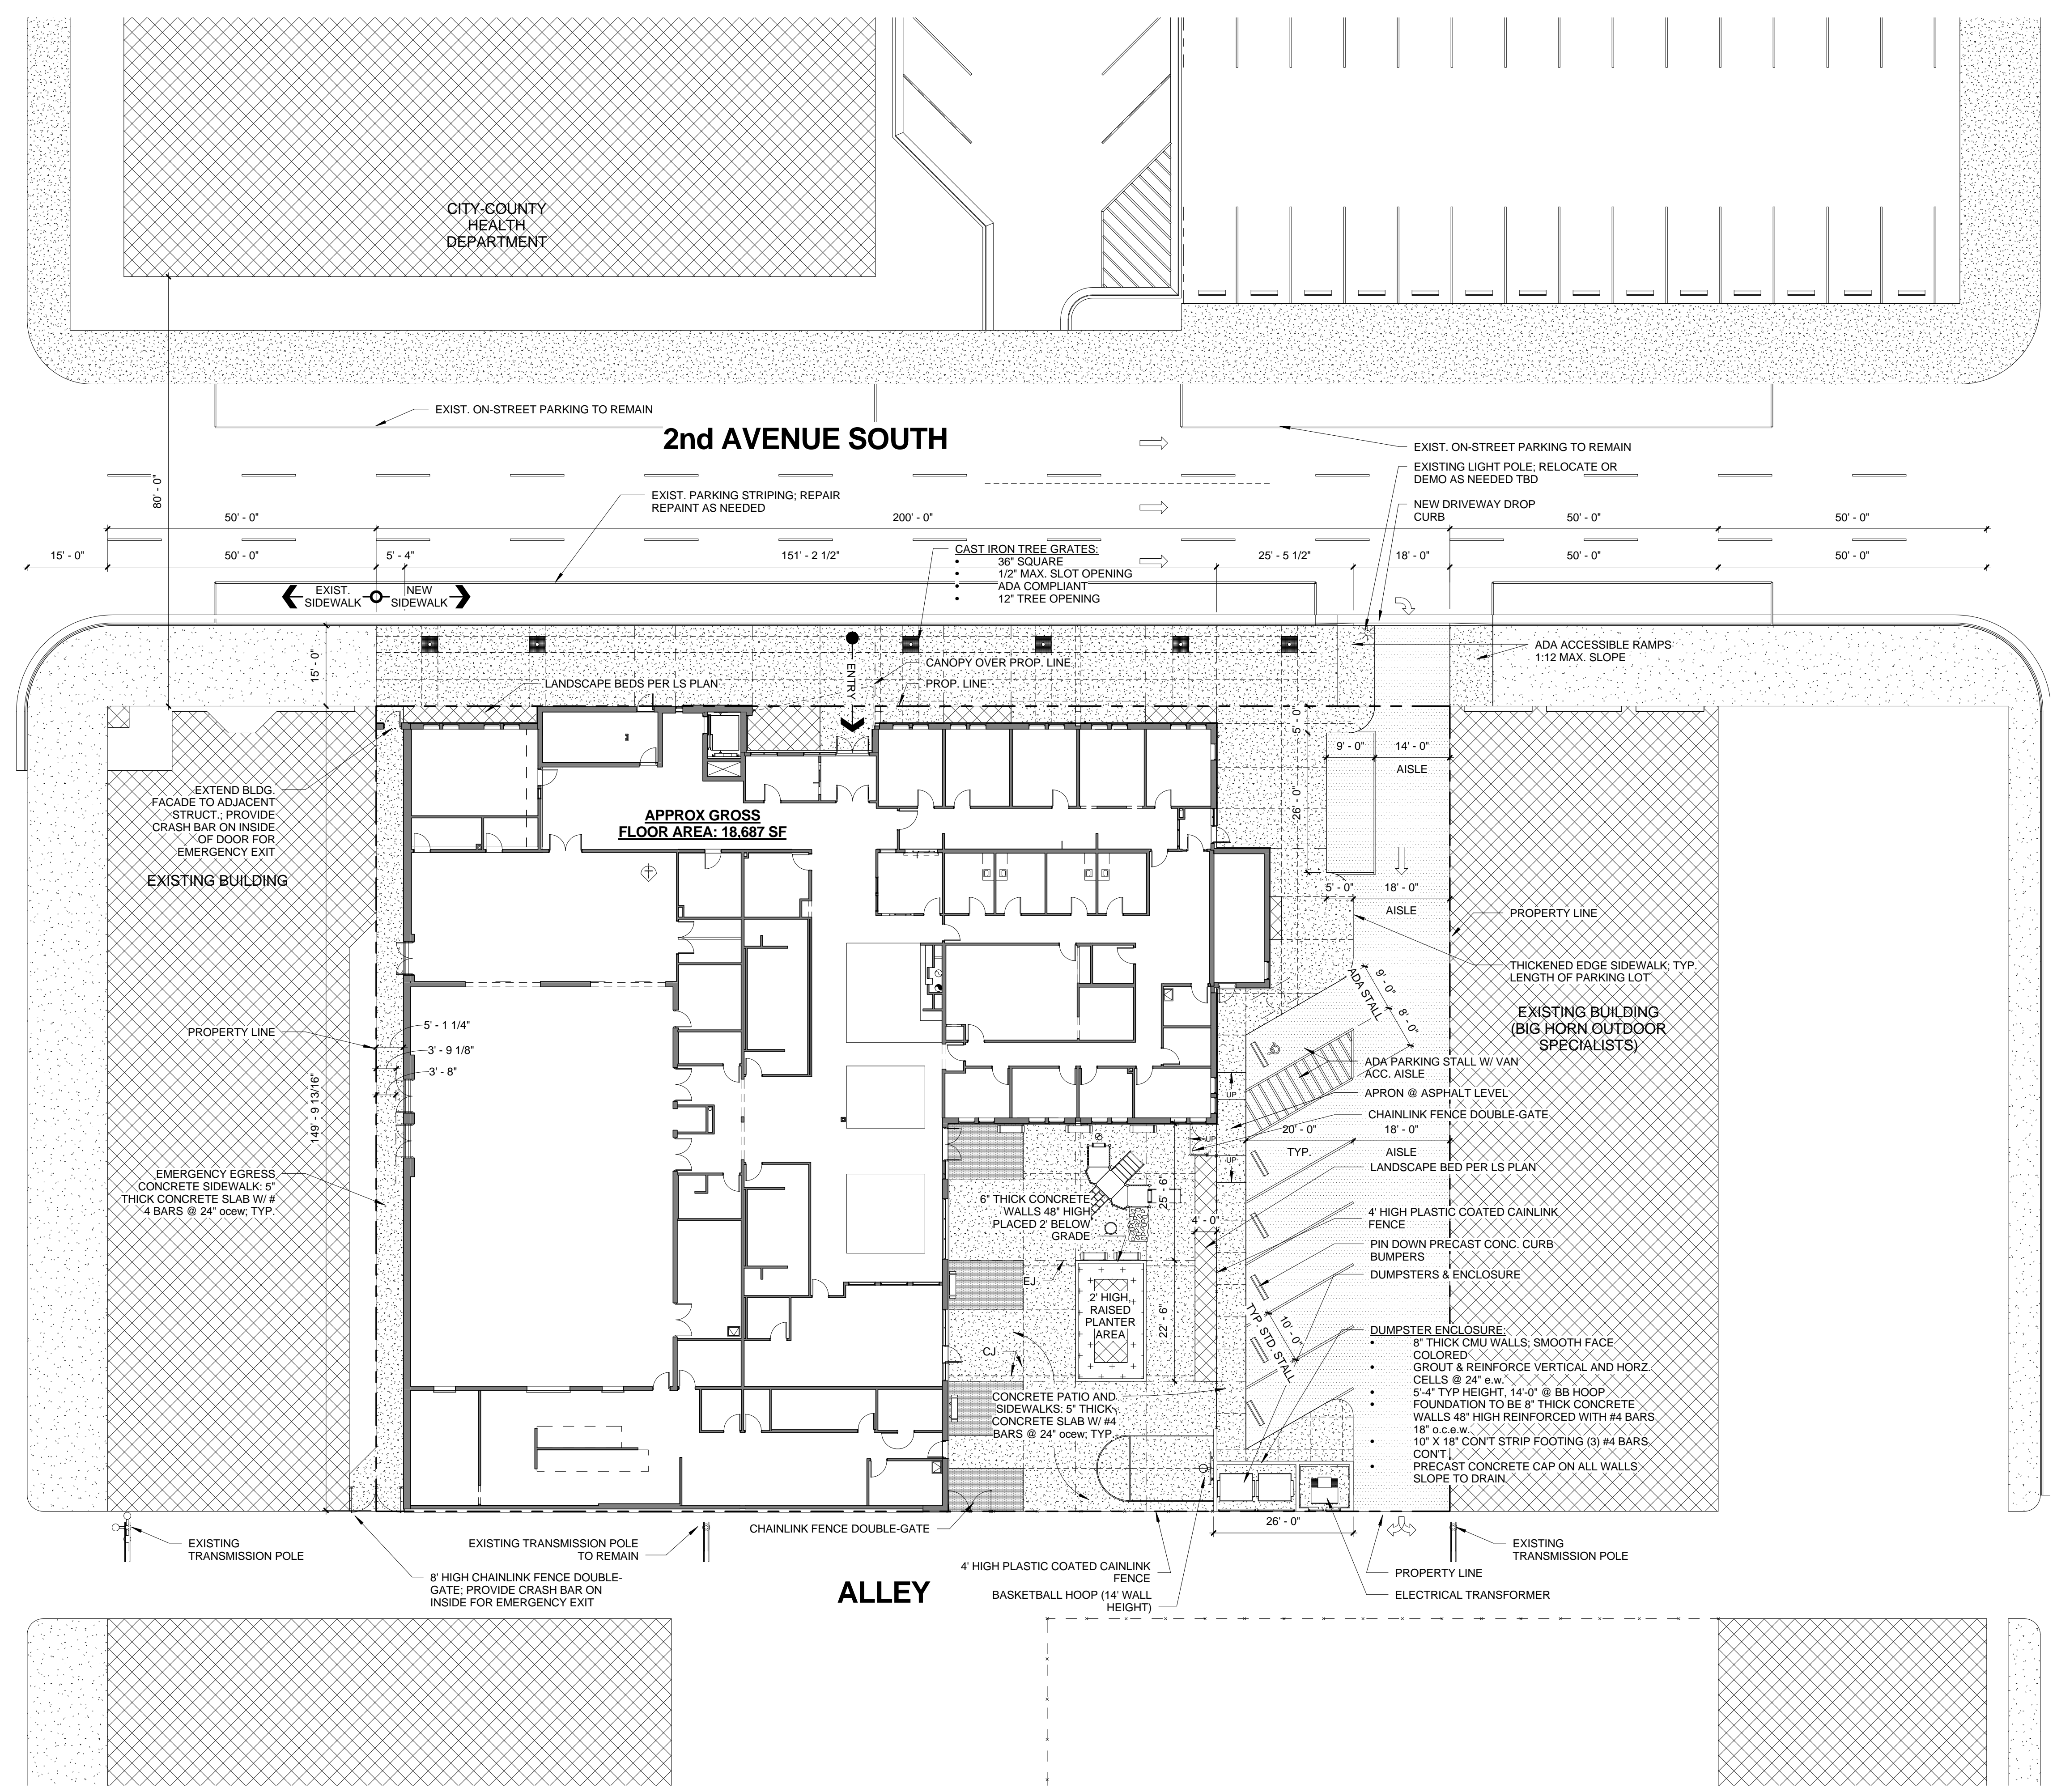 CITY-COUNTY
HEALTH
DEPARTMENT
EXIST. ON-STREET PARKING TO REMAIN
2nd AVENUE SOUTH
EXIST. ON-STREET PARKING TO REMAIN
EXISTING LIGHT POLE; RELOCATE OR
DEMO AS NEEDED TBD
80' - 0"
EXIST. PARKING STRIPING; REPAIR
REPAINT AS NEEDED
NEW DRIVEWAY DROP
CURB
50' - 0"
200' - 0"
50' - 0"
50' - 0"
15' - 0"
50' - 0"
5' - 4"
151' - 2 1/2"
25' - 5 1/2"
18' - 0"
50' - 0"
50' - 0"
CAST IRON TREE GRATES:
• 36" SQUARE
• 1/2" MAX. SLOT OPENING
• ADA COMPLIANT
• 12" TREE OPENING
EXIST.
SIDEWALK
NEW
SIDEWALK
15' - 0"
ENTRY
CANOPY OVER PROP. LINE
PROP. LINE
LANDSCAPE BEDS PER LS PLAN
ADA ACCESSIBLE RAMPS
1:12 MAX. SLOPE
5' - 0"
9' - 0"
14' - 0"
AISLE
26' - 0"
EXTEND BLDG.
FACADE TO ADJACENT
STRUCT.; PROVIDE
CRASH BAR ON INSIDE
OF DOOR FOR
EMERGENCY EXIT
EXISTING BUILDING
APPROX GROSS
FLOOR AREA: 18,687 SF
5' - 0"
18' - 0"
AISLE
PROPERTY LINE
THICKENED EDGE SIDEWALK; TYP.
LENGTH OF PARKING LOT
9' - 0"
ADA STALL
8' - 0"
EXISTING BUILDING
(BIG HORN OUTDOOR
SPECIALISTS)
PROPERTY LINE
5' - 1 1/4"
3' - 9 1/8"
3' - 8"
149' - 9 13/16"
ADA PARKING STALL W/ VAN
ACC. AISLE
UP
APRON @ ASPHALT LEVEL
CHAINLINK FENCE DOUBLE-GATE
20' - 0"
TYP.
18' - 0"
AISLE
UP
UP
LANDSCAPE BED PER LS PLAN
EMERGENCY EGRESS
CONCRETE SIDEWALK: 5"
THICK CONCRETE SLAB W/ #
4 BARS @ 24" ocew; TYP.
6" THICK CONCRETE
WALLS 48" HIGH
PLACED 2' BELOW
GRADE
25' - 6"
4' - 0"
4' HIGH PLASTIC COATED CAINLINK
FENCE
PIN DOWN PRECAST CONC. CURB
BUMPERS
DUMPSTERS & ENCLOSURE
EJ
2' HIGH,
RAISED
PLANTER
AREA
22' - 6"
10' - 0"
TYP. STD. STALL
CJ
DUMPSTER ENCLOSURE:
• 8" THICK CMU WALLS; SMOOTH FACE
COLORED
• GROUT & REINFORCE VERTICAL AND HORZ.
CELLS @ 24" e.w.
• 5'-4" TYP HEIGHT, 14'-0" @ BB HOOP
• FOUNDATION TO BE 8" THICK CONCRETE
WALLS 48" HIGH REINFORCED WITH #4 BARS
18" o.c.e.w.
• 10" X 18" CON'T STRIP FOOTING (3) #4 BARS
CON'T
• PRECAST CONCRETE CAP ON ALL WALLS
SLOPE TO DRAIN
CONCRETE PATIO AND
SIDEWALKS: 5" THICK
CONCRETE SLAB W/ #4
BARS @ 24" ocew; TYP.
26' - 0"
EXISTING
TRANSMISSION POLE
EXISTING TRANSMISSION POLE
TO REMAIN
CHAINLINK FENCE DOUBLE-GATE
EXISTING
TRANSMISSION POLE
8' HIGH CHAINLINK FENCE DOUBLE-
GATE; PROVIDE CRASH BAR ON
INSIDE FOR EMERGENCY EXIT
ALLEY
4' HIGH PLASTIC COATED CAINLINK
FENCE
BASKETBALL HOOP (14' WALL
HEIGHT)
PROPERTY LINE
ELECTRICAL TRANSFORMER